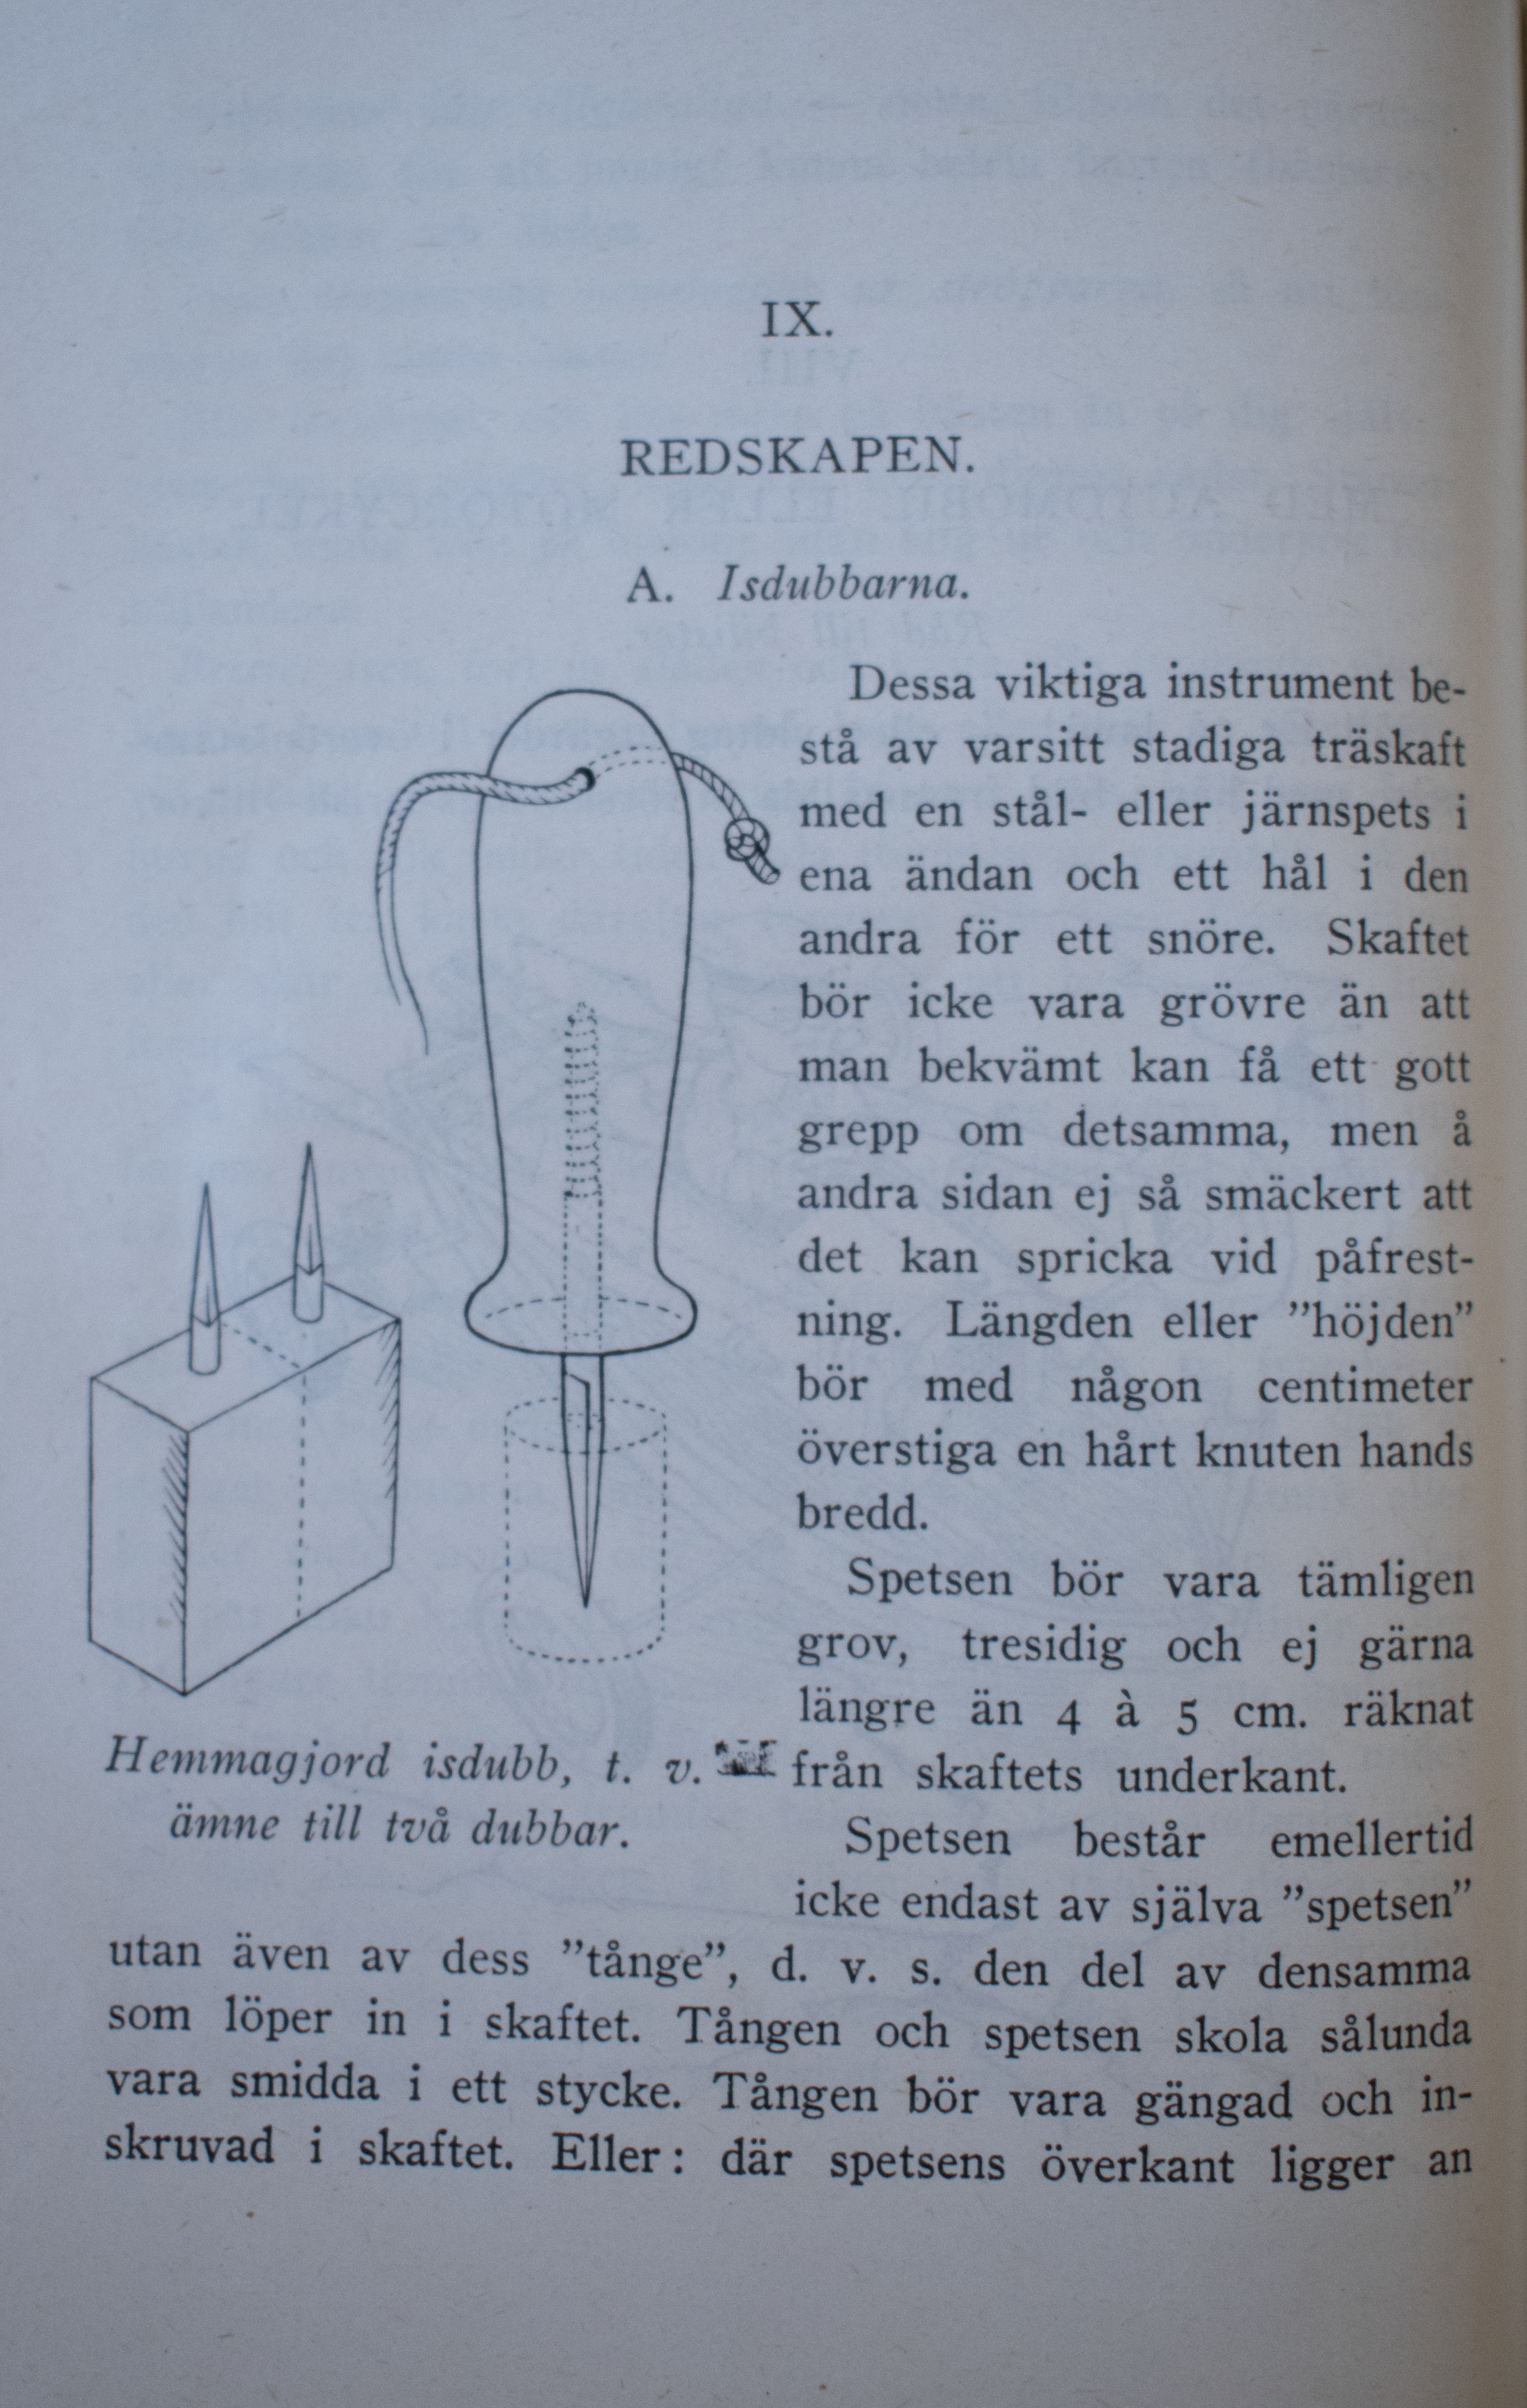 IX.
REDSKAPEN.
A. Isdubbarna.
Dessa viktiga instrument be-
stå av varsitt stadiga träskaft
med en stål- eller järnspets i
ena ändan och ett hål i den
andra för ett snöre. Skaftet
bör icke vara grövre än att
man bekvämt kan få ett gott
grepp om detsamma, men å
andra sidan ej så smäckert att
det kan spricka vid påfrest-
ning. Längden eller ”höjden”
bör med någon centimeter
överstiga en hårt knuten hands
bredd.
Spetsen bör vara tämligen
grov, tresidig och ej gärna
längre än 4 à 5 cm. räknat
från skaftets underkant.
Hemmagjord isdubb, t. v.
ämne till två dubbar.
Spetsen består emellertid
icke endast av själva ”spetsen”
utan även av dess ”tånge”, d. v. s. den del av densamma
som löper in i skaftet. Tången och spetsen skola sålunda
vara smidda i ett stycke. Tången bör vara gängad och in-
skruvad i skaftet. Eller: där spetsens överkant ligger an